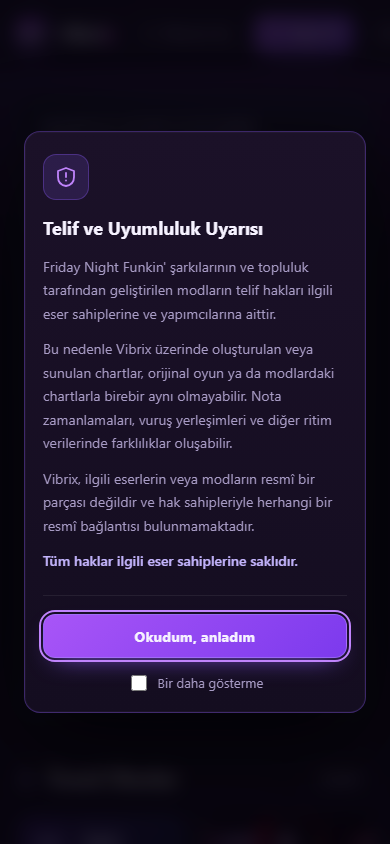 Telif ve Uyumluluk Uyarısı
Friday Night Funkin' şarkılarının ve topluluk
tarafından geliştirilen modların telif hakları ilgili
eser sahiplerine ve yapımcılarına aittir.
Bu nedenle Vibrix üzerinde oluşturulan veya
sunulan chartlar, orijinal oyun ya da modlardaki
chartlarla birebir aynı olmayabilir. Nota
zamanlamaları, vuruş yerleşimleri ve diğer ritim
verilerinde farklılıklar oluşabilir.
Vibrix, ilgili eserlerin veya modların resmî bir
parçası değildir ve hak sahipleriyle herhangi bir
resmî bağlantısı bulunmamaktadır.
Tüm haklar ilgili eser sahiplerine saklıdır.
Okudum, anladım
Bir daha gösterme